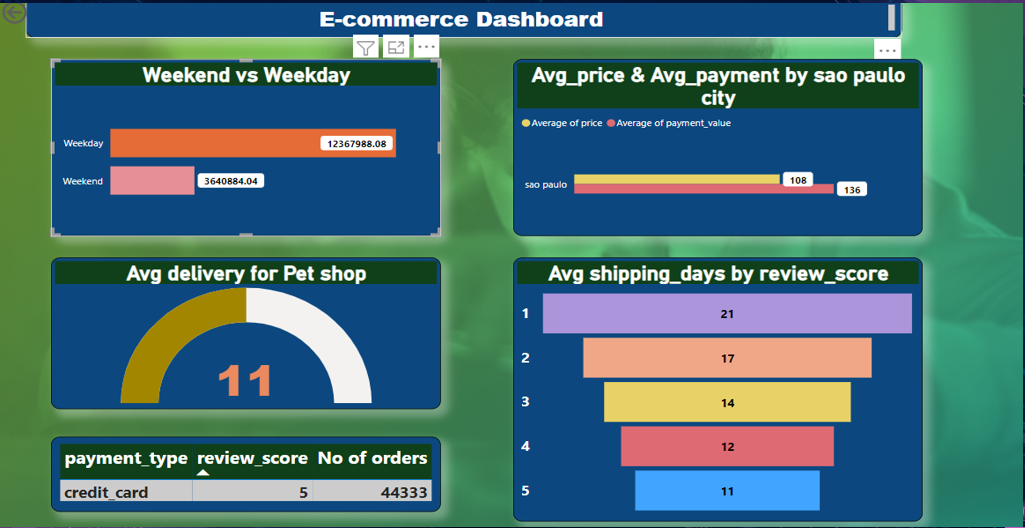 E-commerce Dashboard
Weekend vs Weekday
Weekday
12367988.08
Weekend
3640884.04
Avg_price & Avg_payment by sao paulo
city
Average of price
Average of payment_value
sao paulo
108
136
Avg delivery for Pet shop
11
Avg shipping_days by review_score
1
21
2
17
3
14
4
12
5
11
payment_type review_score No of orders
credit_card 5 44333